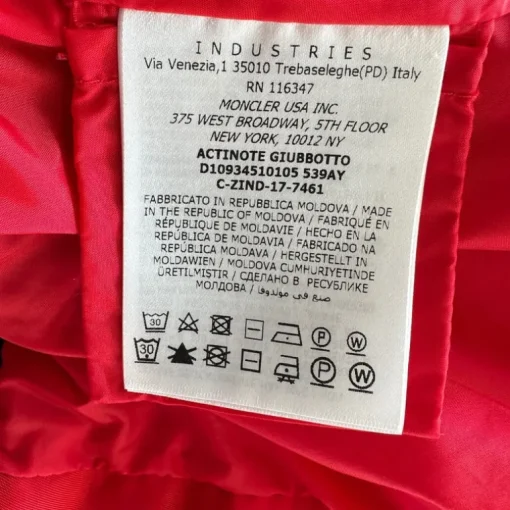 INDUSTRIES
Via Venezia,1 35010 Trebaseleghe(PD) Italy
RN 116347
MONCLER USA INC.
375 WEST BROADWAY, 5TH FLOOR
NEW YORK, 10012 NY
ACTINOTE GIUBBOTTO
D10934510105 539AY
C-ZIND-17-7461
FABBRICATO IN REPUBBLICA MOLDOVA / MADE
IN THE REPUBLIC OF MOLDOVA / FABRIQUÉ EN
RÉPUBLIQUE DE MOLDAVIE / HECHO EN LA
REPÚBLICA DE MOLDAVIA / FABRICADO NA
REPÚBLICA MOLDAVA / HERGESTELLT IN
MOLDAWIEN / MOLDOVA CUMHURIYETINDE
ÜRETILMISTIR / СДЕЛАНО В РЕСПУБЛИКЕ
МОЛДОВА / صنع في مولدوفا
30 P W
30 P W